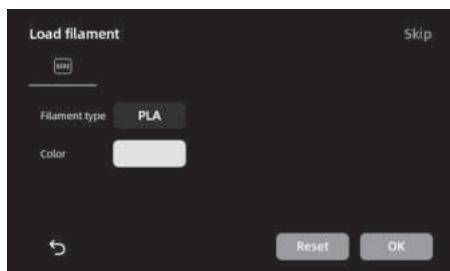 Load filament
Skip
Filament type
PLA
Color
Reset
OK